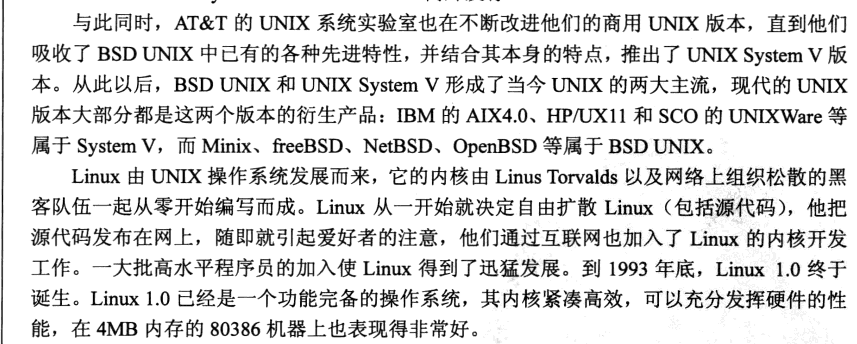 与此同时，AT&T 的 UNIX 系统实验室也在不断改进他们的商用 UNIX 版本，直到他们
吸收了 BSD UNIX 中已有的各种先进特性，并结合其本身的特点，推出了 UNIX System V 版
本。从此以后，BSD UNIX 和 UNIX System V 形成了当今 UNIX 的两大主流，现代的 UNIX
版本大部分都是这两个版本的衍生产品：IBM 的 AIX4.0、HP/UX11 和 SCO 的 UNIXWare 等
属于 System V，而 Minix、freeBSD、NetBSD、OpenBSD 等属于 BSD UNIX。
Linux 由 UNIX 操作系统发展而来，它的内核由 Linus Torvalds 以及网络上组织松散的黑
客队伍一起从零开始编写而成。Linux 从一开始就决定自由扩散 Linux（包括源代码），他把
源代码发布在网上，随即就引起爱好者的注意，他们通过互联网也加入了 Linux 的内核开发
工作。一大批高水平程序员的加入使 Linux 得到了迅猛发展。到 1993 年底，Linux 1.0 终于
诞生。Linux 1.0 已经是一个功能完备的操作系统，其内核紧凑高效，可以充分发挥硬件的性
能，在 4MB 内存的 80386 机器上也表现得非常好。